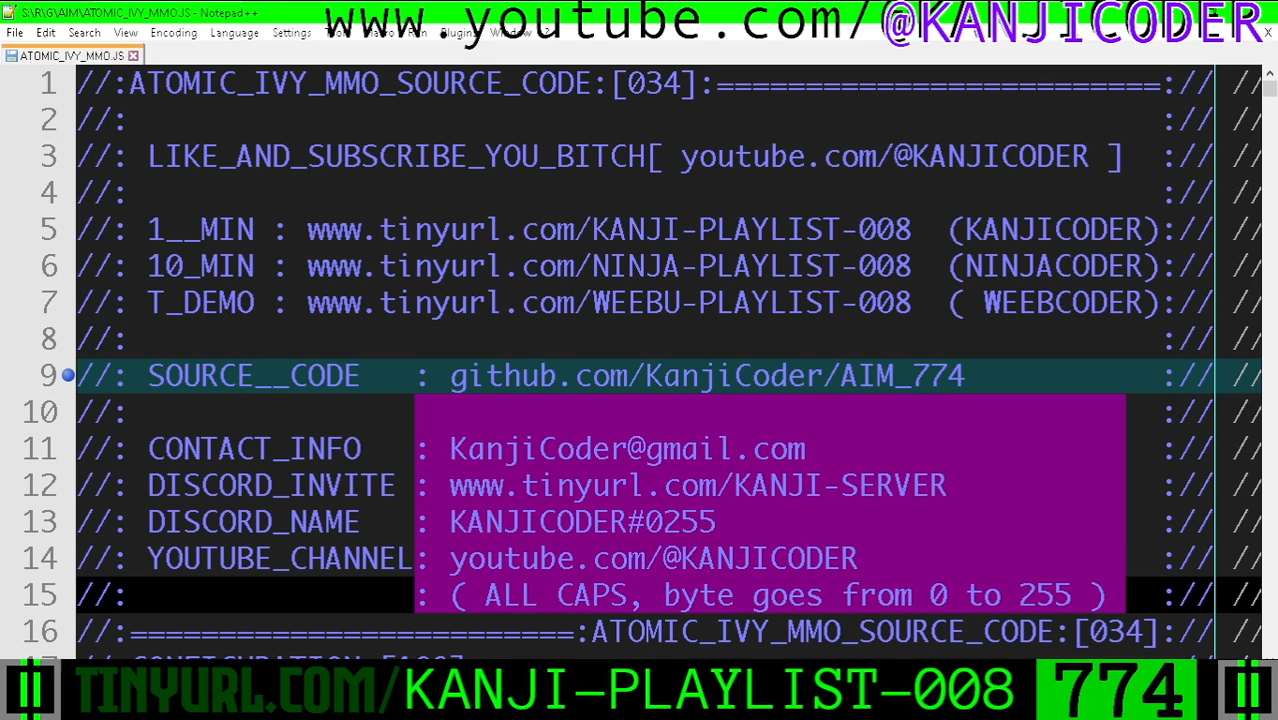 S:\R\G\AIM\ATOMIC_IVY_MMO.JS - Notepad++
www.youtube.com/@KANJICODER
File Edit Search View Encoding Language Settings Run Plugins
ATOMIC_IVY_MMO.JS
1 //:ATOMIC_IVY_MMO_SOURCE_CODE:[034]:=========================:// //
2 //: :// //
3 //: LIKE_AND_SUBSCRIBE_YOU_BITCH[ youtube.com/@KANJICODER ] :// //
4 //: :// //
5 //: 1__MIN : www.tinyurl.com/KANJI-PLAYLIST-008 (KANJICODER):// //
6 //: 10_MIN : www.tinyurl.com/NINJA-PLAYLIST-008 (NINJACODER):// //
7 //: T_DEMO : www.tinyurl.com/WEEBU-PLAYLIST-008 ( WEEBCODER):// //
8 //: :// //
9 //: SOURCE__CODE : github.com/KanjiCoder/AIM_774 :// //
10 //: :// //
11 //: CONTACT_INFO : KanjiCoder@gmail.com :// //
12 //: DISCORD_INVITE : www.tinyurl.com/KANJI-SERVER :// //
13 //: DISCORD_NAME : KANJICODER#0255 :// //
14 //: YOUTUBE_CHANNEL: youtube.com/@KANJICODER :// //
15 //: : ( ALL CAPS, byte goes from 0 to 255 ) :// //
16 //:=========================:ATOMIC_IVY_MMO_SOURCE_CODE:[034]:// //
TINYURL.COM/KANJI-PLAYLIST-008 774